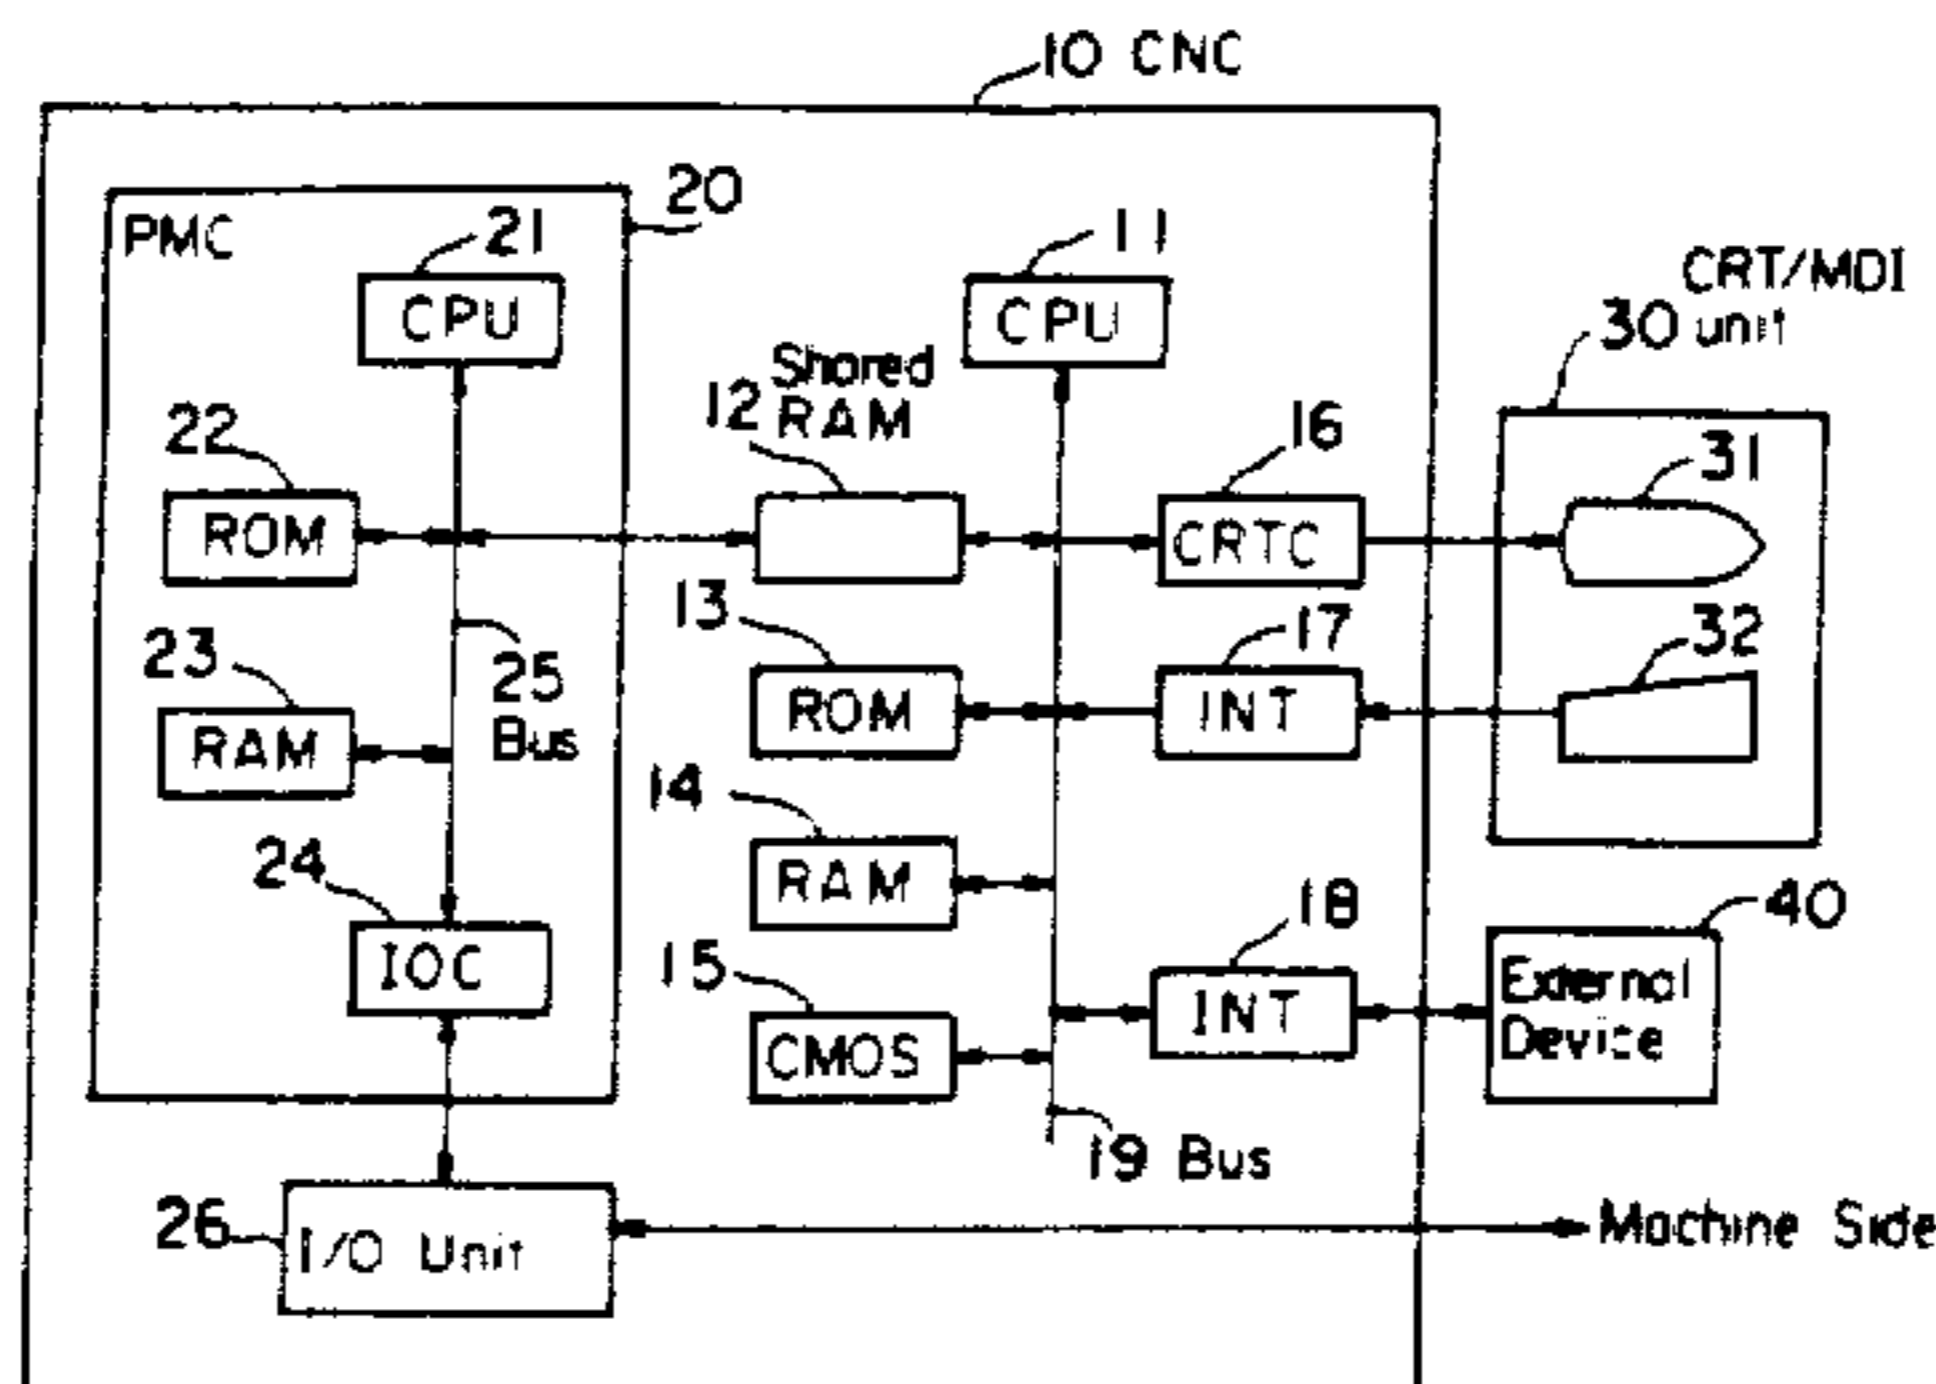 10 CNC
20
PMC
21
CPU
11
CPU
CRT/MDI
30 unit
Shared
12 RAM
22
ROM
16
CRTC
31
13
ROM
17
INT
32
23
RAM
25
Bus
14
RAM
24
IOC
18
INT
40
External
Device
15
CMOS
19 Bus
26
I/O Unit
Machine Side